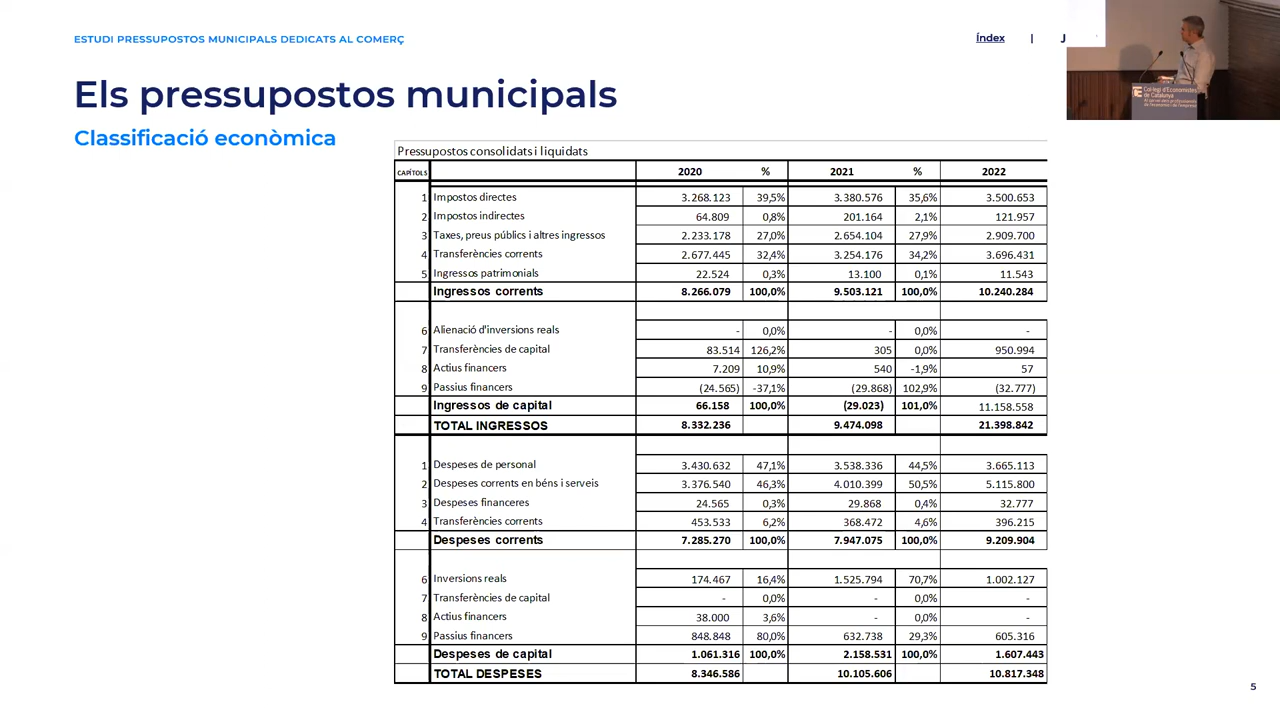 ESTUDI PRESSUPOSTOS MUNICIPALS DEDICATS AL COMERÇ
Índex | J
Els pressupostos municipals
Classificació econòmica
Pressupostos consolidats i liquidats
CAPÍTOLS 2020 % 2021 % 2022
1 Impostos directes 3.268.123 39,5% 3.380.576 35,6% 3.500.653
2 Impostos indirectes 64.809 0,8% 201.164 2,1% 121.957
3 Taxes, preus públics i altres ingressos 2.233.178 27,0% 2.654.104 27,9% 2.909.700
4 Transferències corrents 2.677.445 32,4% 3.254.176 34,2% 3.696.431
5 Ingressos patrimonials 22.524 0,3% 13.100 0,1% 11.543
Ingressos corrents 8.266.079 100,0% 9.503.121 100,0% 10.240.284
6 Alienació d'inversions reals - 0,0% - 0,0% -
7 Transferències de capital 83.514 126,2% 305 0,0% 950.994
8 Actius financers 7.209 10,9% 540 -1,9% 57
9 Passius financers (24.565) -37,1% (29.868) 102,9% (32.777)
Ingressos de capital 66.158 100,0% (29.023) 101,0% 11.158.558
TOTAL INGRESSOS 8.332.236 9.474.098 21.398.842
1 Despeses de personal 3.430.632 47,1% 3.538.336 44,5% 3.665.113
2 Despeses corrents en béns i serveis 3.376.540 46,3% 4.010.399 50,5% 5.115.800
3 Despeses financeres 24.565 0,3% 29.868 0,4% 32.777
4 Transferències corrents 453.533 6,2% 368.472 4,6% 396.215
Despeses corrents 7.285.270 100,0% 7.947.075 100,0% 9.209.904
6 Inversions reals 174.467 16,4% 1.525.794 70,7% 1.002.127
7 Transferències de capital - 0,0% - 0,0% -
8 Actius financers 38.000 3,6% - 0,0% -
9 Passius financers 848.848 80,0% 632.738 29,3% 605.316
Despeses de capital 1.061.316 100,0% 2.158.531 100,0% 1.607.443
TOTAL DESPESES 8.346.586 10.105.606 10.817.348
5
Col·legi d'Economistes
de Catalunya